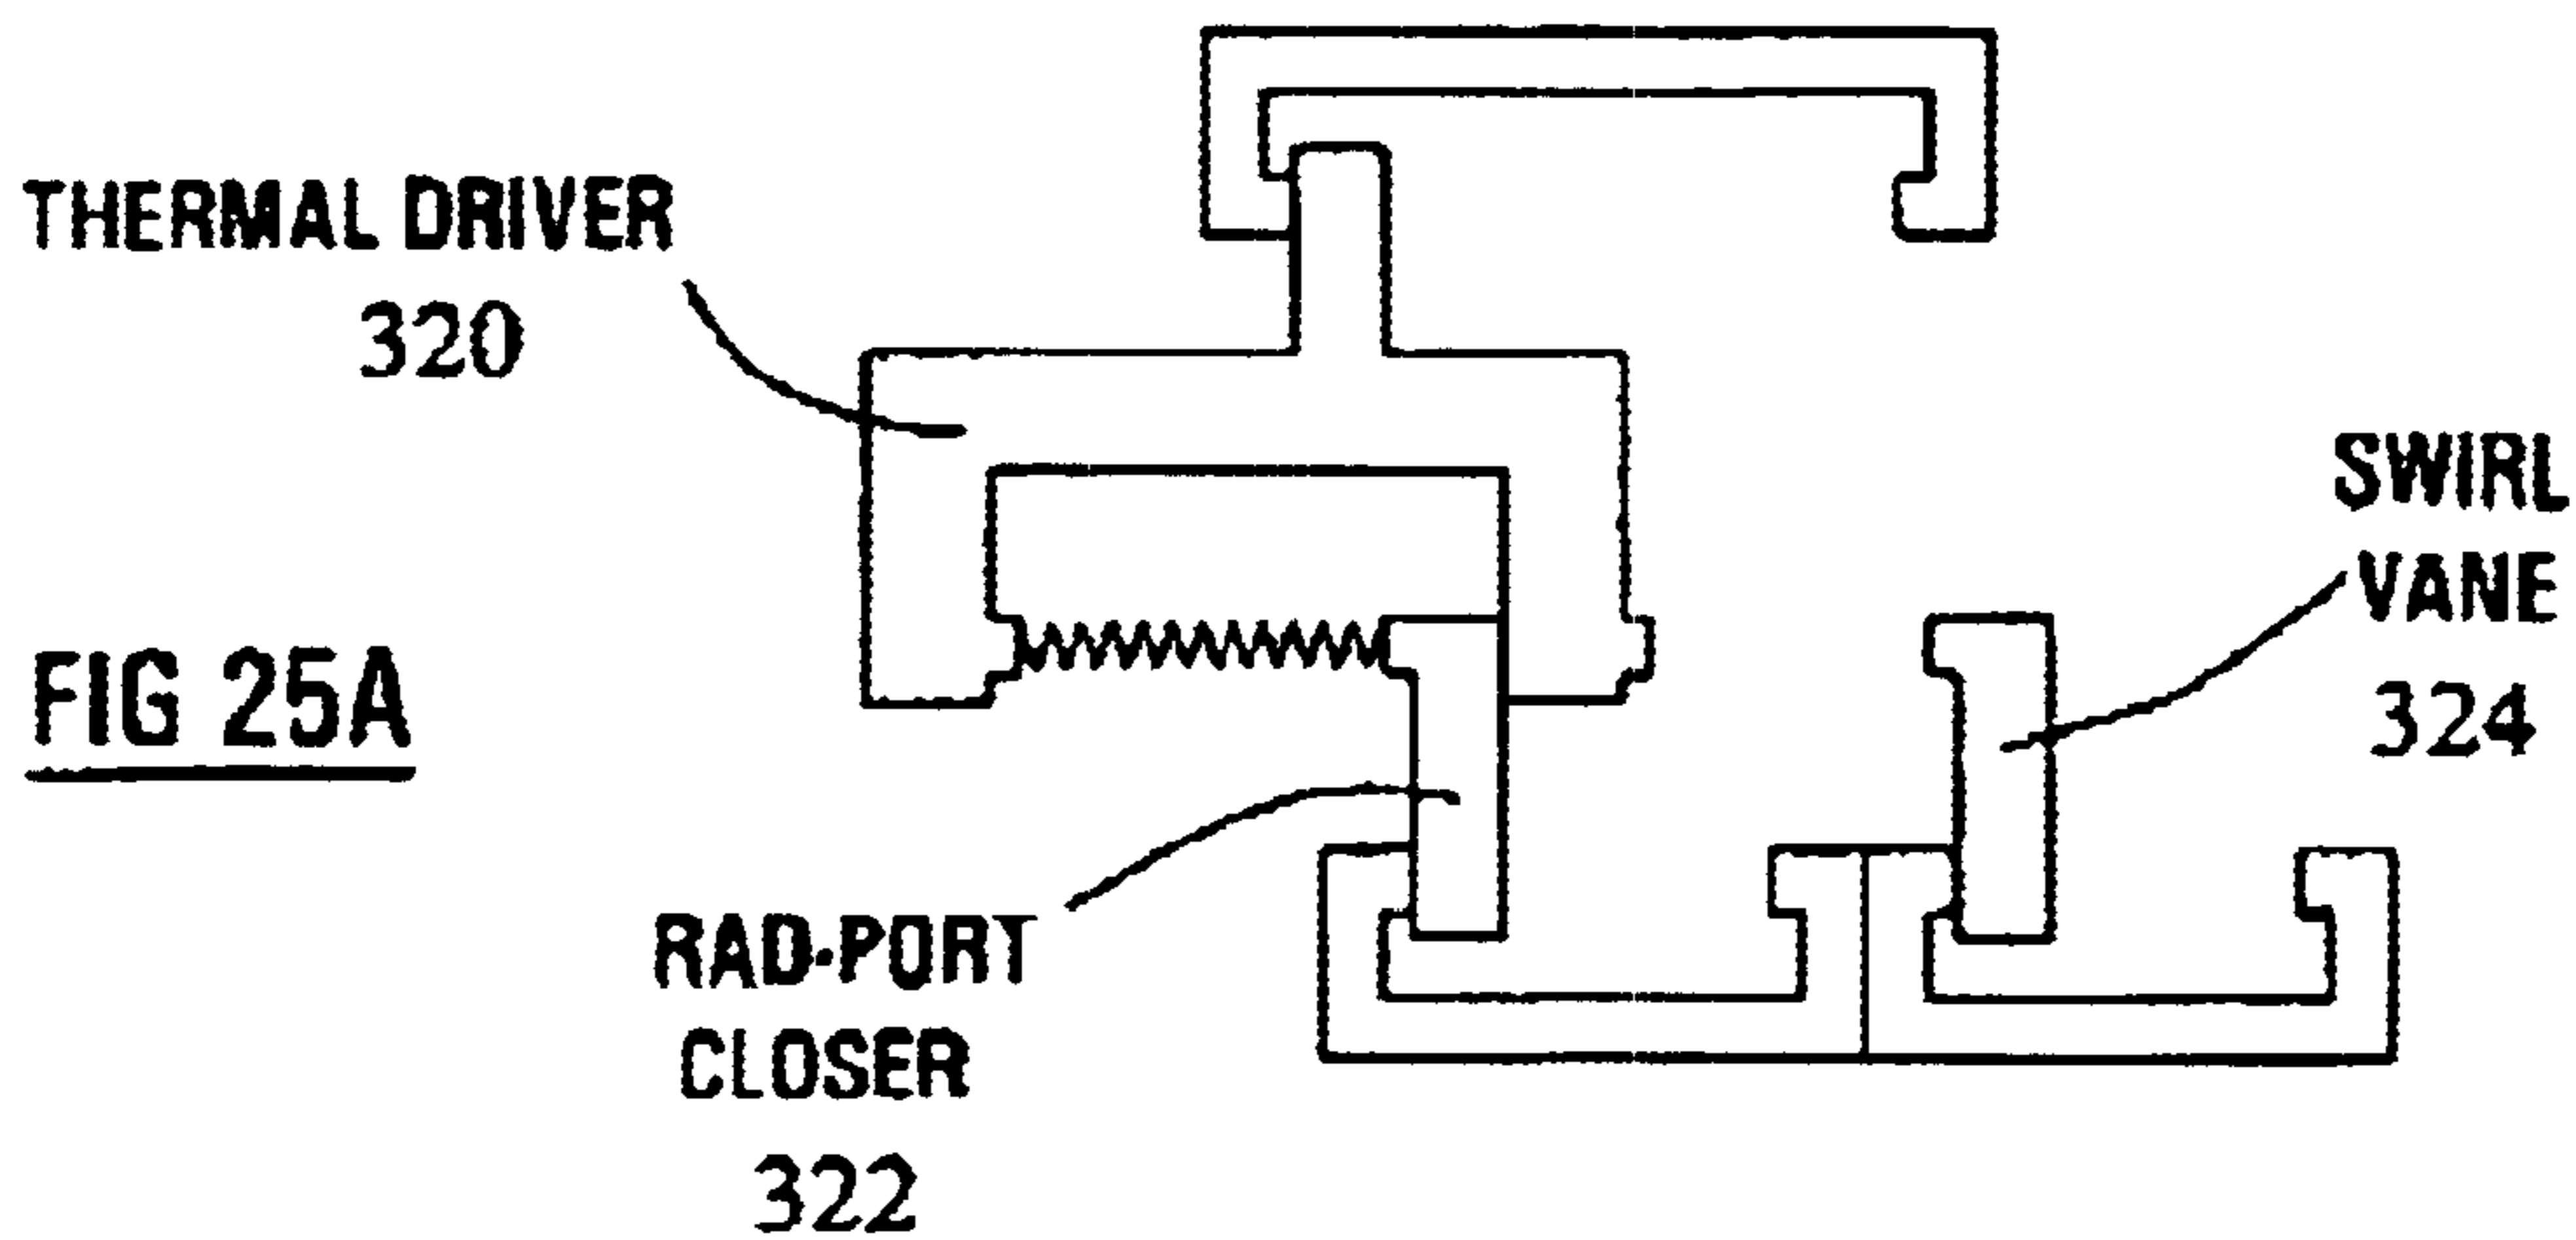 THERMAL DRIVER
320
SWIRL
VANE
324
FIG 25A
RAD-PORT
CLOSER
322